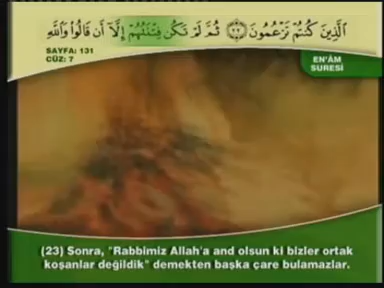 ٱلَّذِينَ كُنتُمْ تَزْعُمُونَ ﴿٢٢﴾ ثُمَّ لَمْ تَكُن فِتْنَتُهُمْ إِلَّآ أَن قَالُوا۟ وَٱللَّهِ
SAYFA: 131
CÜZ: 7
EN'ÂM
SURESİ
(23) Sonra, "Rabbimiz Allah'a and olsun ki bizler ortak
koşanlar değildik" demekten başka çare bulamazlar.